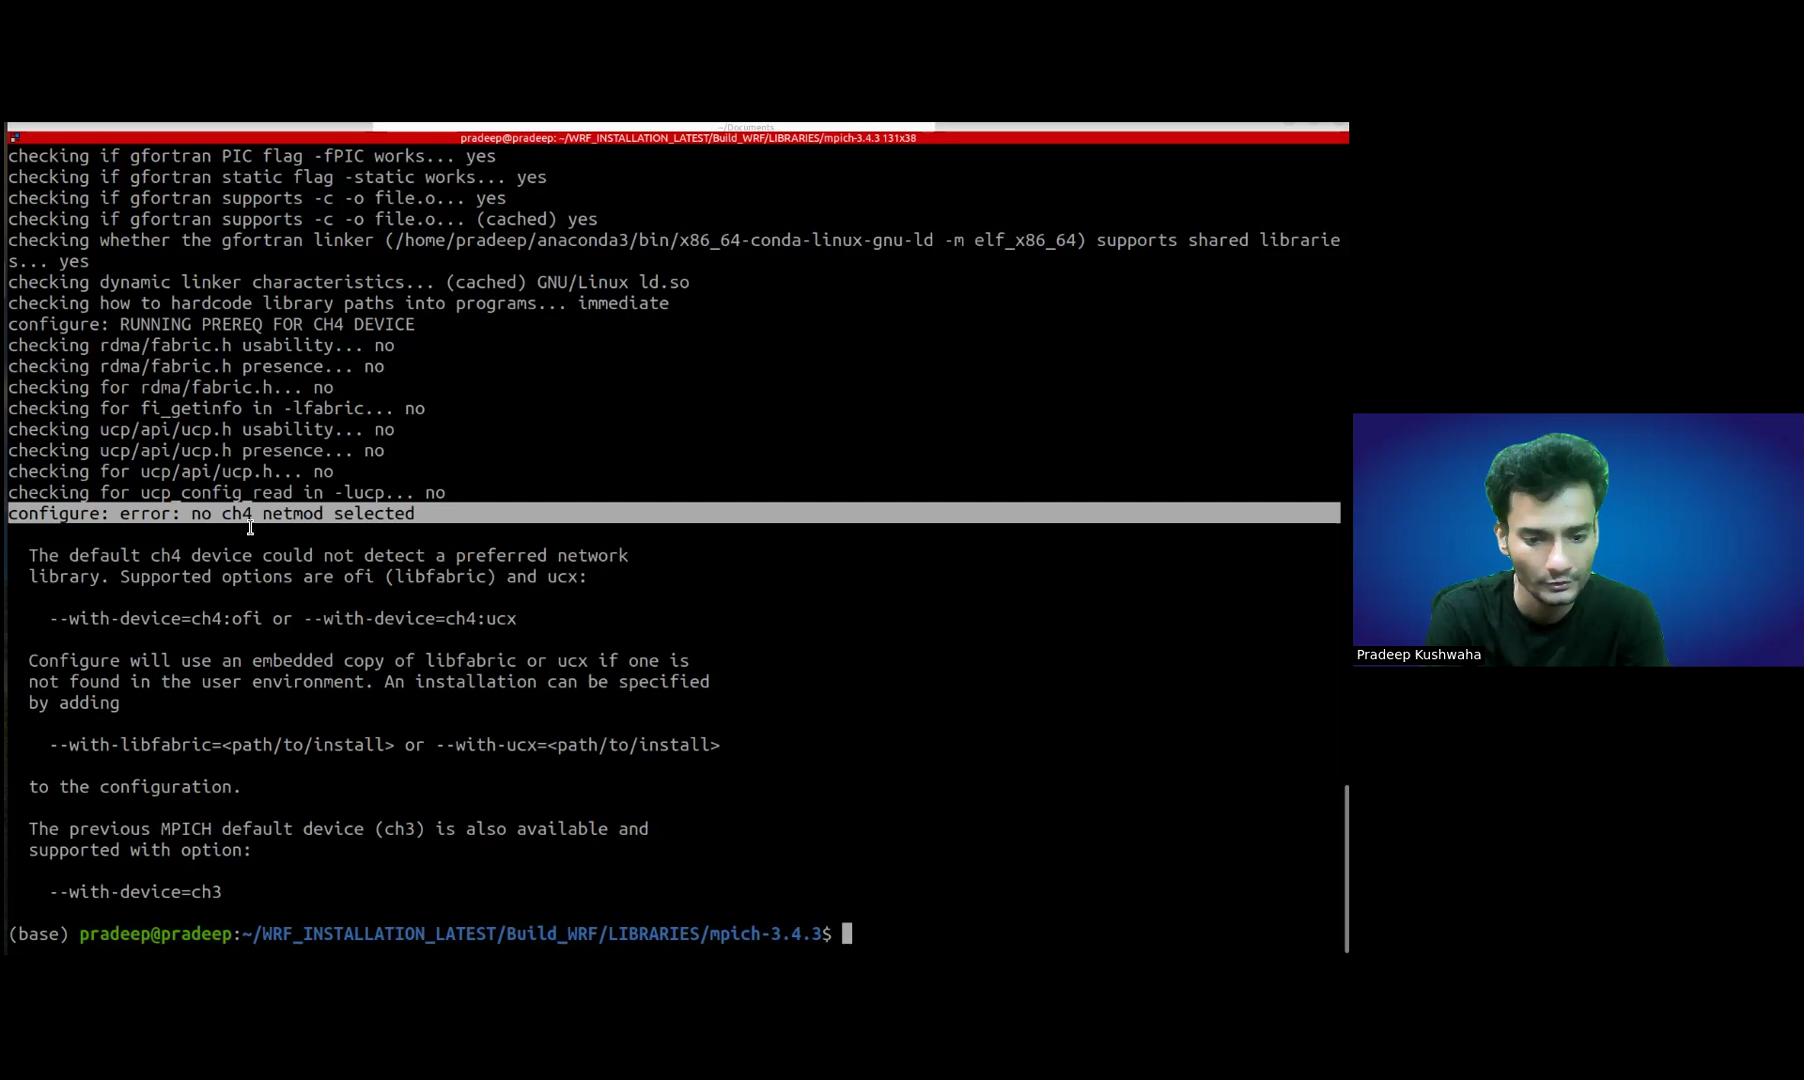 ~/Documents
pradeep@pradeep: ~/WRF_INSTALLATION_LATEST/Build_WRF/LIBRARIES/mpich-3.4.3 131x38
checking if gfortran PIC flag -fPIC works... yes
checking if gfortran static flag -static works... yes
checking if gfortran supports -c -o file.o... yes
checking if gfortran supports -c -o file.o... (cached) yes
checking whether the gfortran linker (/home/pradeep/anaconda3/bin/x86_64-conda-linux-gnu-ld -m elf_x86_64) supports shared librarie
s... yes
checking dynamic linker characteristics... (cached) GNU/Linux ld.so
checking how to hardcode library paths into programs... immediate
configure: RUNNING PREREQ FOR CH4 DEVICE
checking rdma/fabric.h usability... no
checking rdma/fabric.h presence... no
checking for rdma/fabric.h... no
checking for fi_getinfo in -lfabric... no
checking ucp/api/ucp.h usability... no
checking ucp/api/ucp.h presence... no
checking for ucp/api/ucp.h... no
checking for ucp_config_read in -lucp... no
configure: error: no ch4 netmod selected
The default ch4 device could not detect a preferred network
library. Supported options are ofi (libfabric) and ucx:
--with-device=ch4:ofi or --with-device=ch4:ucx
Configure will use an embedded copy of libfabric or ucx if one is
not found in the user environment. An installation can be specified
by adding
--with-libfabric=<path/to/install> or --with-ucx=<path/to/install>
to the configuration.
The previous MPICH default device (ch3) is also available and
supported with option:
--with-device=ch3
(base) pradeep@pradeep:~/WRF_INSTALLATION_LATEST/Build_WRF/LIBRARIES/mpich-3.4.3$
Pradeep Kushwaha